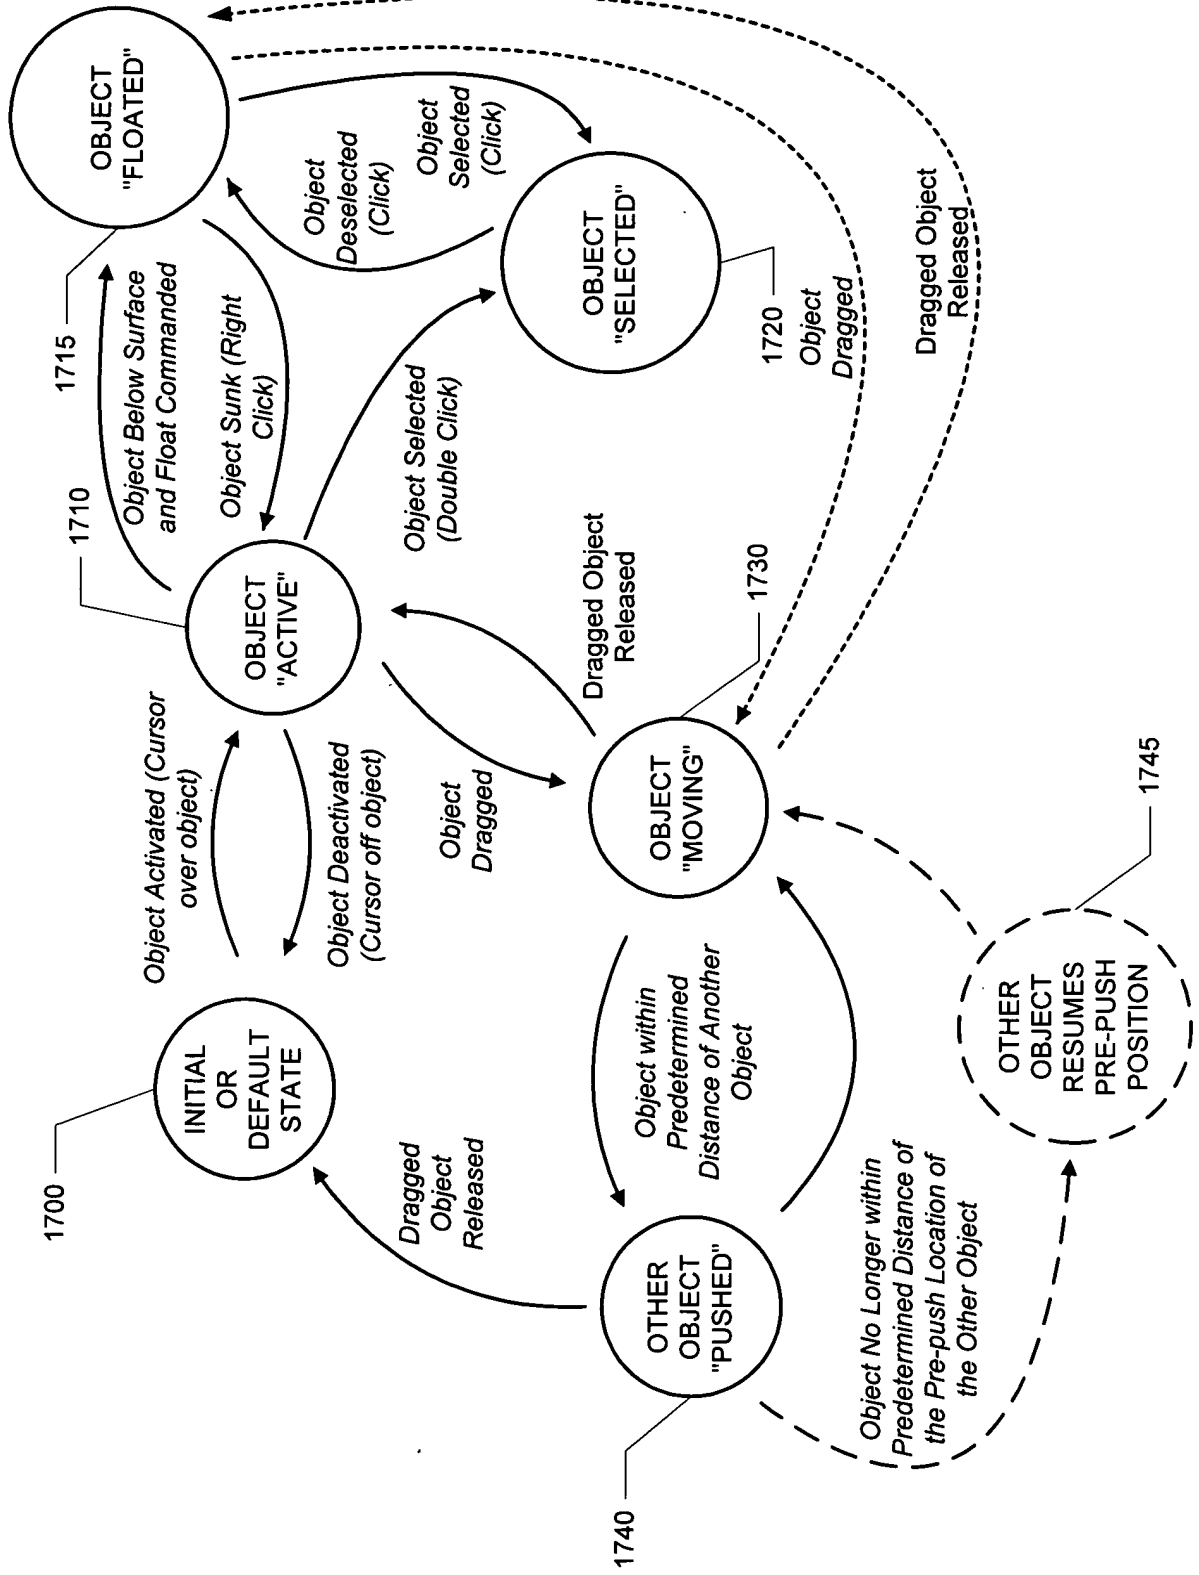 1700
INITIAL
OR
DEFAULT
STATE
Object Activated (Cursor
over object)
Object Deactivated
(Cursor off object)
1710
OBJECT
"ACTIVE"
Object Below Surface
and Float Commanded
Object Sunk (Right
Click)
1715
OBJECT
"FLOATED"
Object
Deselected
(Click)
Object
Selected
(Click)
Object Selected
(Double Click)
OBJECT
"SELECTED"
1720
Object
Dragged
Dragged Object
Released
Object
Dragged
Dragged Object
Released
1730
OBJECT
"MOVING"
Dragged
Object
Released
Object within
Predetermined
Distance of Another
Object
1740
OTHER
OBJECT
"PUSHED"
Object No Longer within
Predetermined Distance of
the Pre-push Location of
the Other Object
OTHER
OBJECT
RESUMES
PRE-PUSH
POSITION
1745